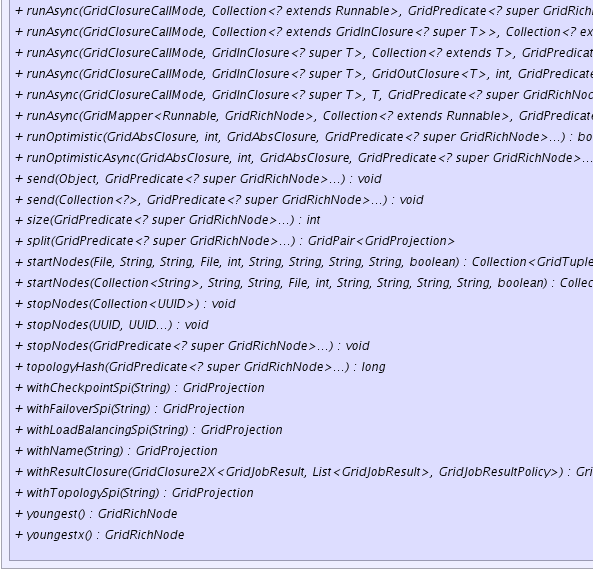 + runAsync(GridClosureCallMode, Collection<? extends Runnable>, GridPredicate<? super GridRich
+ runAsync(GridClosureCallMode, Collection<? extends GridInClosure<? super T>>, Collection<? ex
+ runAsync(GridClosureCallMode, GridInClosure<? super T>, Collection<? extends T>, GridPredicat
+ runAsync(GridClosureCallMode, GridInClosure<? super T>, GridOutClosure<T>, int, GridPredicate
+ runAsync(GridClosureCallMode, GridInClosure<? super T>, T, GridPredicate<? super GridRichNoc
+ runAsync(GridMapper<Runnable, GridRichNode>, Collection<? extends Runnable>, GridPredicate
+ runOptimistic(GridAbsClosure, int, GridAbsClosure, GridPredicate<? super GridRichNode>...) : bo
+ runOptimisticAsync(GridAbsClosure, int, GridAbsClosure, GridPredicate<? super GridRichNode>...
+ send(Object, GridPredicate<? super GridRichNode>...) : void
+ send(Collection<?>, GridPredicate<? super GridRichNode>...) : void
+ size(GridPredicate<? super GridRichNode>...) : int
+ split(GridPredicate<? super GridRichNode>...) : GridPair<GridProjection>
+ startNodes(File, String, String, File, int, String, String, String, String, boolean) : Collection<GridTuple
+ startNodes(Collection<String>, String, String, File, int, String, String, String, String, boolean) : Collec
+ stopNodes(Collection<UUID>) : void
+ stopNodes(UUID, UUID...) : void
+ stopNodes(GridPredicate<? super GridRichNode>...) : void
+ topologyHash(GridPredicate<? super GridRichNode>...) : long
+ withCheckpointSpi(String) : GridProjection
+ withFailoverSpi(String) : GridProjection
+ withLoadBalancingSpi(String) : GridProjection
+ withName(String) : GridProjection
+ withResultClosure(GridClosure2X<GridJobResult, List<GridJobResult>, GridJobResultPolicy>) : Gri
+ withTopologySpi(String) : GridProjection
+ youngest() : GridRichNode
+ youngestx() : GridRichNode